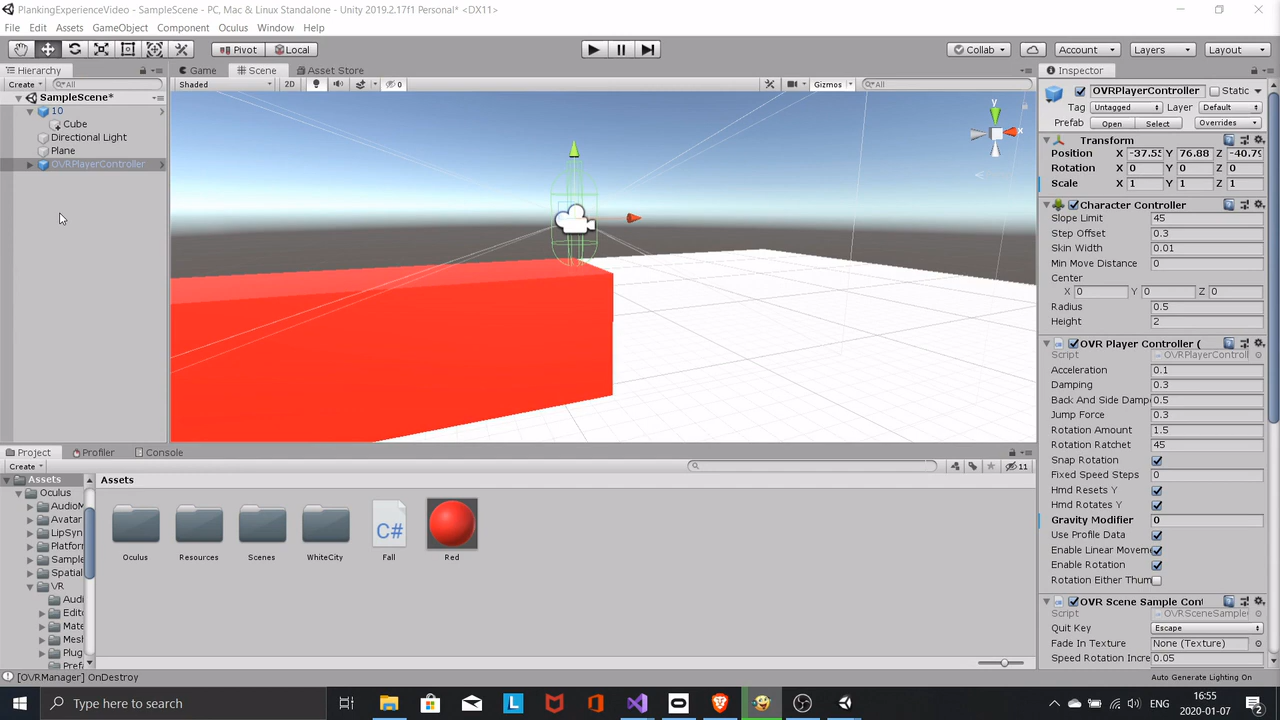 PlankingExperienceVideo - SampleScene - PC, Mac & Linux Standalone - Unity 2019.2.17f1 Personal* <DX11>
File Edit Assets GameObject Component Oculus Window Help
Pivot Local Collab Account Layers Layout
Hierarchy Game Scene Asset Store Inspector
Create All Shaded 2D 0 Gizmos All
OVRPlayerController Static
SampleScene*
Tag Untagged Layer Default
10
Prefab Open Select Overrides
Cube
Directional Light
Plane
OVRPlayerController
y
x
Transform
Position X -37.55 Y 76.88 Z -40.79
Rotation X 0 Y 0 Z 0
Scale X 1 Y 1 Z 1
Character Controller
Slope Limit 45
Step Offset 0.3
Skin Width 0.01
Min Move Distance 0
Center
X 0 Y 0 Z 0
Radius 0.5
Height 2
OVR Player Controller (
Script OVRPlayerControll
Acceleration 0.1
Damping 0.3
Back And Side Damp 0.5
Jump Force 0.3
Rotation Amount 1.5
Rotation Ratchet 45
Snap Rotation
Fixed Speed Steps 0
Hmd Resets Y
Hmd Rotates Y
Gravity Modifier 0
Use Profile Data
Enable Linear Movem
Enable Rotation
Rotation Either Thum
OVR Scene Sample Cont
Script OVRSceneSample
Quit Key Escape
Fade In Texture None (Texture)
Speed Rotation Incre 0.05
Auto Generate Lighting On
Project Profiler Console
Create 11
Assets
Oculus
AudioM
Avatar
LipSyn
Platforn
Sample
Spatial
VR
Audi
Edit
Mate
Mesh
Plug
Prefa
Assets
C#
Oculus Resources Scenes WhiteCity Fall Red
[OVRManager] OnDestroy
Type here to search
L
ENG
16:55
2020-01-07
2